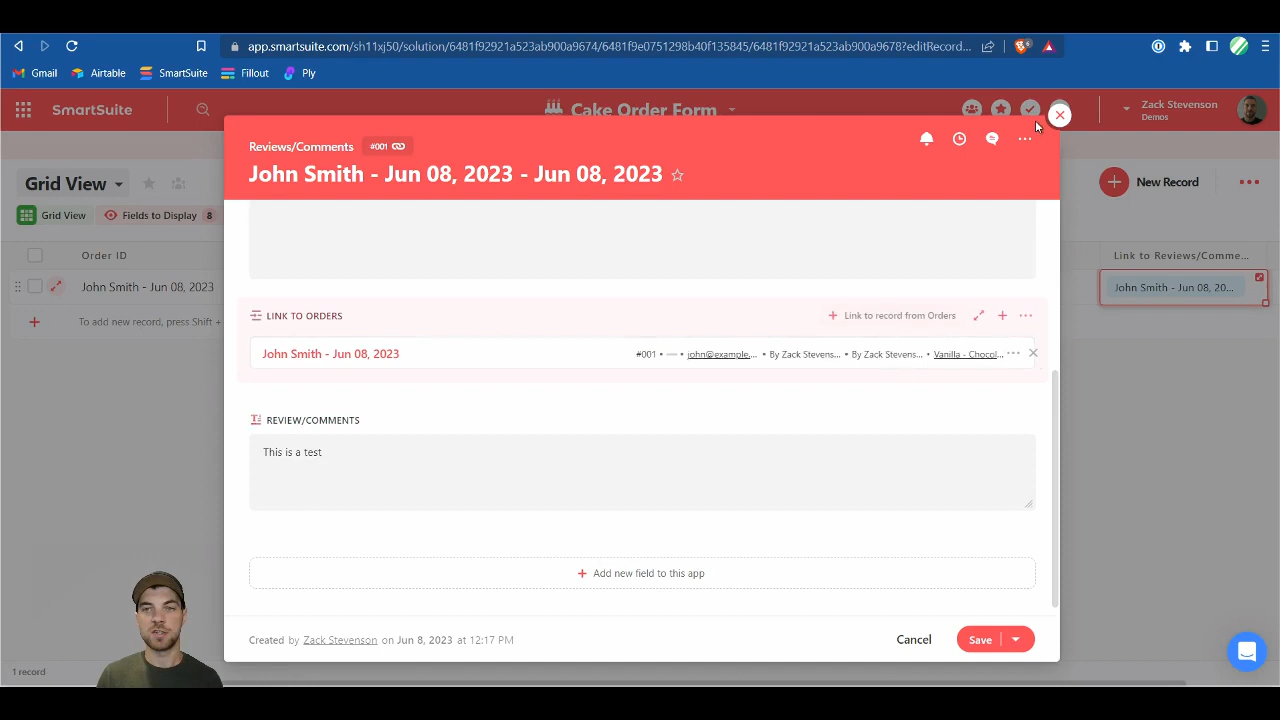 app.smartsuite.com/sh11xj50/solution/6481f92921a523ab900a9674/6481f9e0751298b40f135845/6481f92921a523ab900a9678?editRecord...
6
Gmail
Airtable
SmartSuite
Fillout
Ply
SmartSuite
Cake Order Form
Zack Stevenson
Demos
Reviews/Comments
#001
John Smith - Jun 08, 2023 - Jun 08, 2023
Grid View
New Record
Grid View
Fields to Display 8
Order ID
Link to Reviews/Comme...
John Smith - Jun 08, 2023
John Smith - Jun 08, 20...
To add new record, press Shift +
LINK TO ORDERS
Link to record from Orders
John Smith - Jun 08, 2023
#001 • — • john@example.... • By Zack Stevens... • By Zack Stevens... • Vanilla - Chocol...
REVIEW/COMMENTS
This is a test
Add new field to this app
Created by Zack Stevenson on Jun 8, 2023 at 12:17 PM
Cancel
Save
1 record